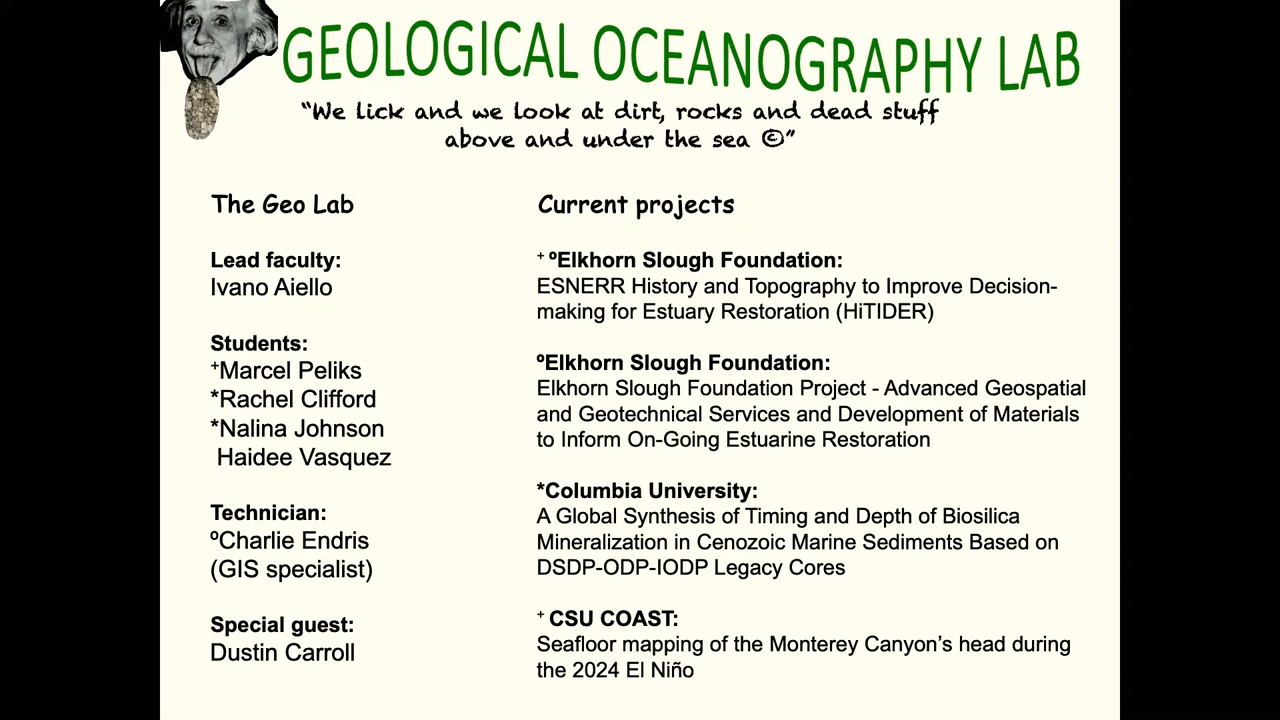 GEOLOGICAL OCEANOGRAPHY LAB
“We lick and we look at dirt, rocks and dead stuff
above and under the sea ©”
The Geo Lab
Lead faculty:
Ivano Aiello
Students:
⁺Marcel Peliks
*Rachel Clifford
*Nalina Johnson
Haidee Vasquez
Technician:
ºCharlie Endris
(GIS specialist)
Special guest:
Dustin Carroll
Current projects
⁺ ºElkhorn Slough Foundation:
ESNERR History and Topography to Improve Decision-
making for Estuary Restoration (HiTIDER)
ºElkhorn Slough Foundation:
Elkhorn Slough Foundation Project - Advanced Geospatial
and Geotechnical Services and Development of Materials
to Inform On-Going Estuarine Restoration
*Columbia University:
A Global Synthesis of Timing and Depth of Biosilica
Mineralization in Cenozoic Marine Sediments Based on
DSDP-ODP-IODP Legacy Cores
⁺ CSU COAST:
Seafloor mapping of the Monterey Canyon’s head during
the 2024 El Niño